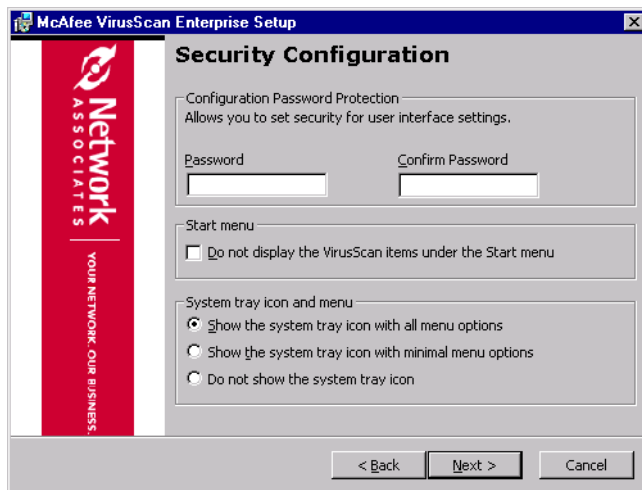 McAfee VirusScan Enterprise Setup
Security Configuration
Network
ASSOCIATES
YOUR NETWORK. OUR BUSINESS.
Configuration Password Protection
Allows you to set security for user interface settings.
Password
Confirm Password
Start menu
Do not display the VirusScan items under the Start menu
System tray icon and menu
Show the system tray icon with all menu options
Show the system tray icon with minimal menu options
Do not show the system tray icon
< Back
Next >
Cancel